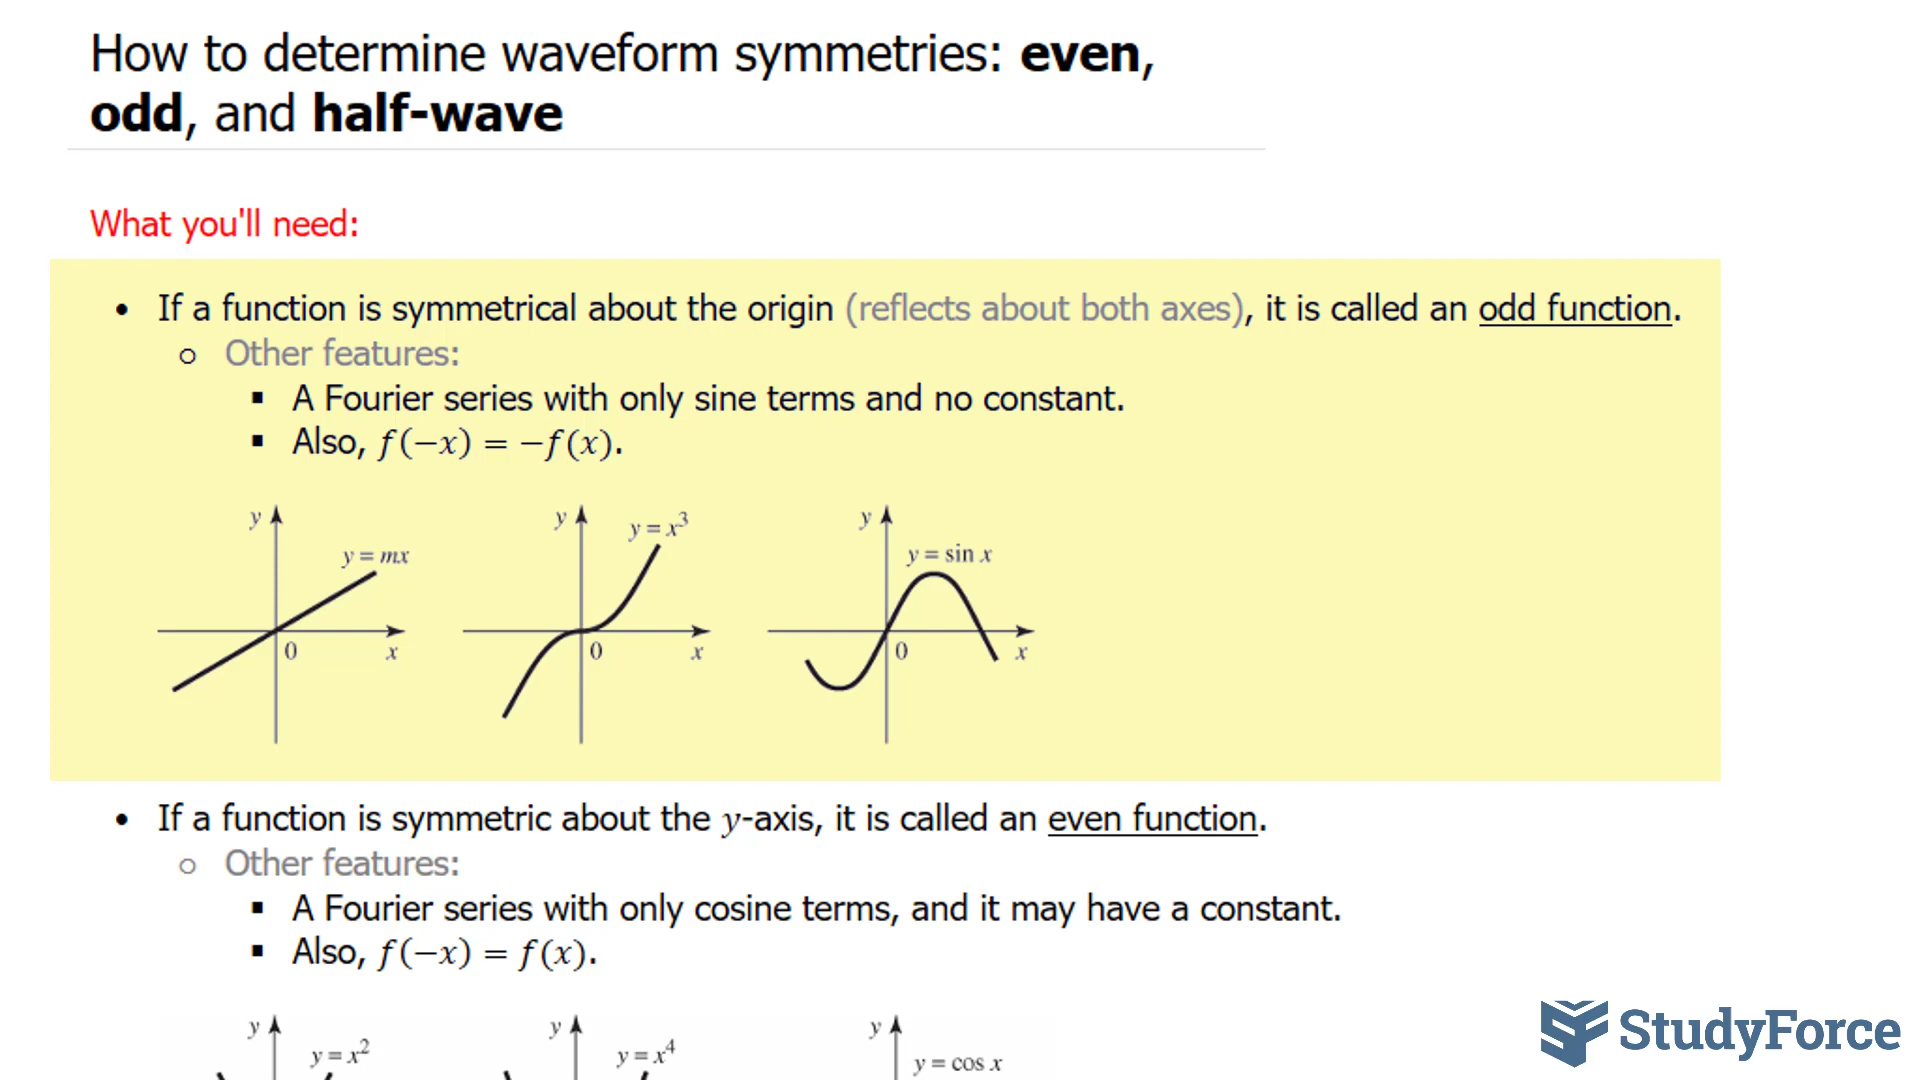 How to determine waveform symmetries: even,
odd, and half-wave
What you'll need:
• If a function is symmetrical about the origin (reflects about both axes), it is called an odd function.
○ Other features:
▪ A Fourier series with only sine terms and no constant.
▪ Also, f(−x) = −f(x).
y y = mx 0 x
y y = x³ 0 x
y y = sin x 0 x
• If a function is symmetric about the y-axis, it is called an even function.
○ Other features:
▪ A Fourier series with only cosine terms, and it may have a constant.
▪ Also, f(−x) = f(x).
y y = x²
y y = x⁴
y y = cos x
StudyForce